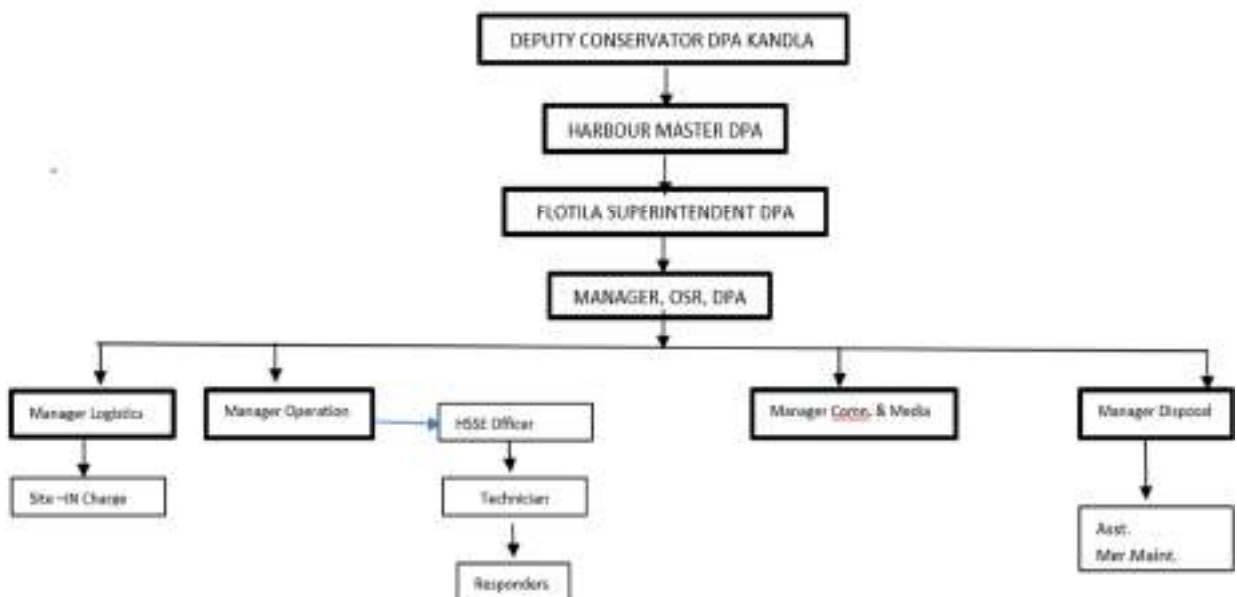 DEPUTY CONSERVATOR DPA KANDLA
HARBOUR MASTER DPA
FLOTILA SUPERINTENDENT DPA
MANAGER, OSR, DPA
Manager Logistics
Manager Operation
HSSE Officer
Manager Comn. & Media
Manager Disposal
Site –IN Charge
Technician
Asst.
Mer.Maint.
Responders